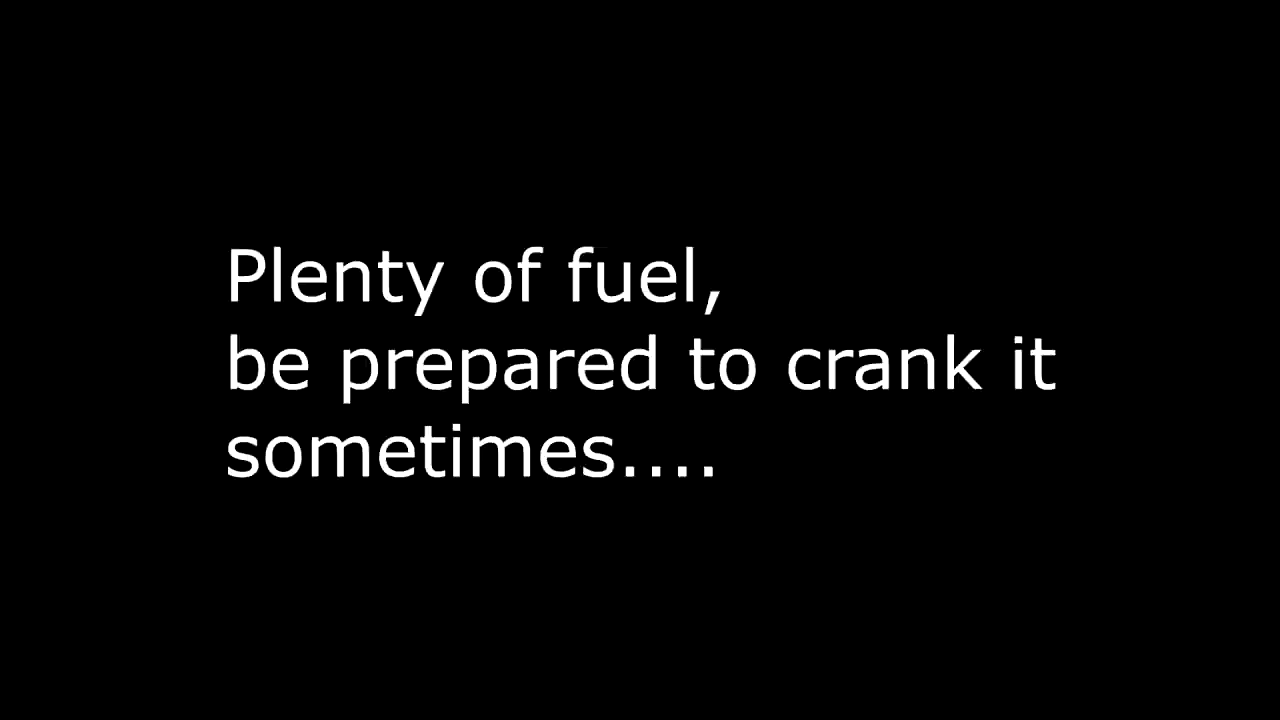 Plenty of fuel,
be prepared to crank it
sometimes....